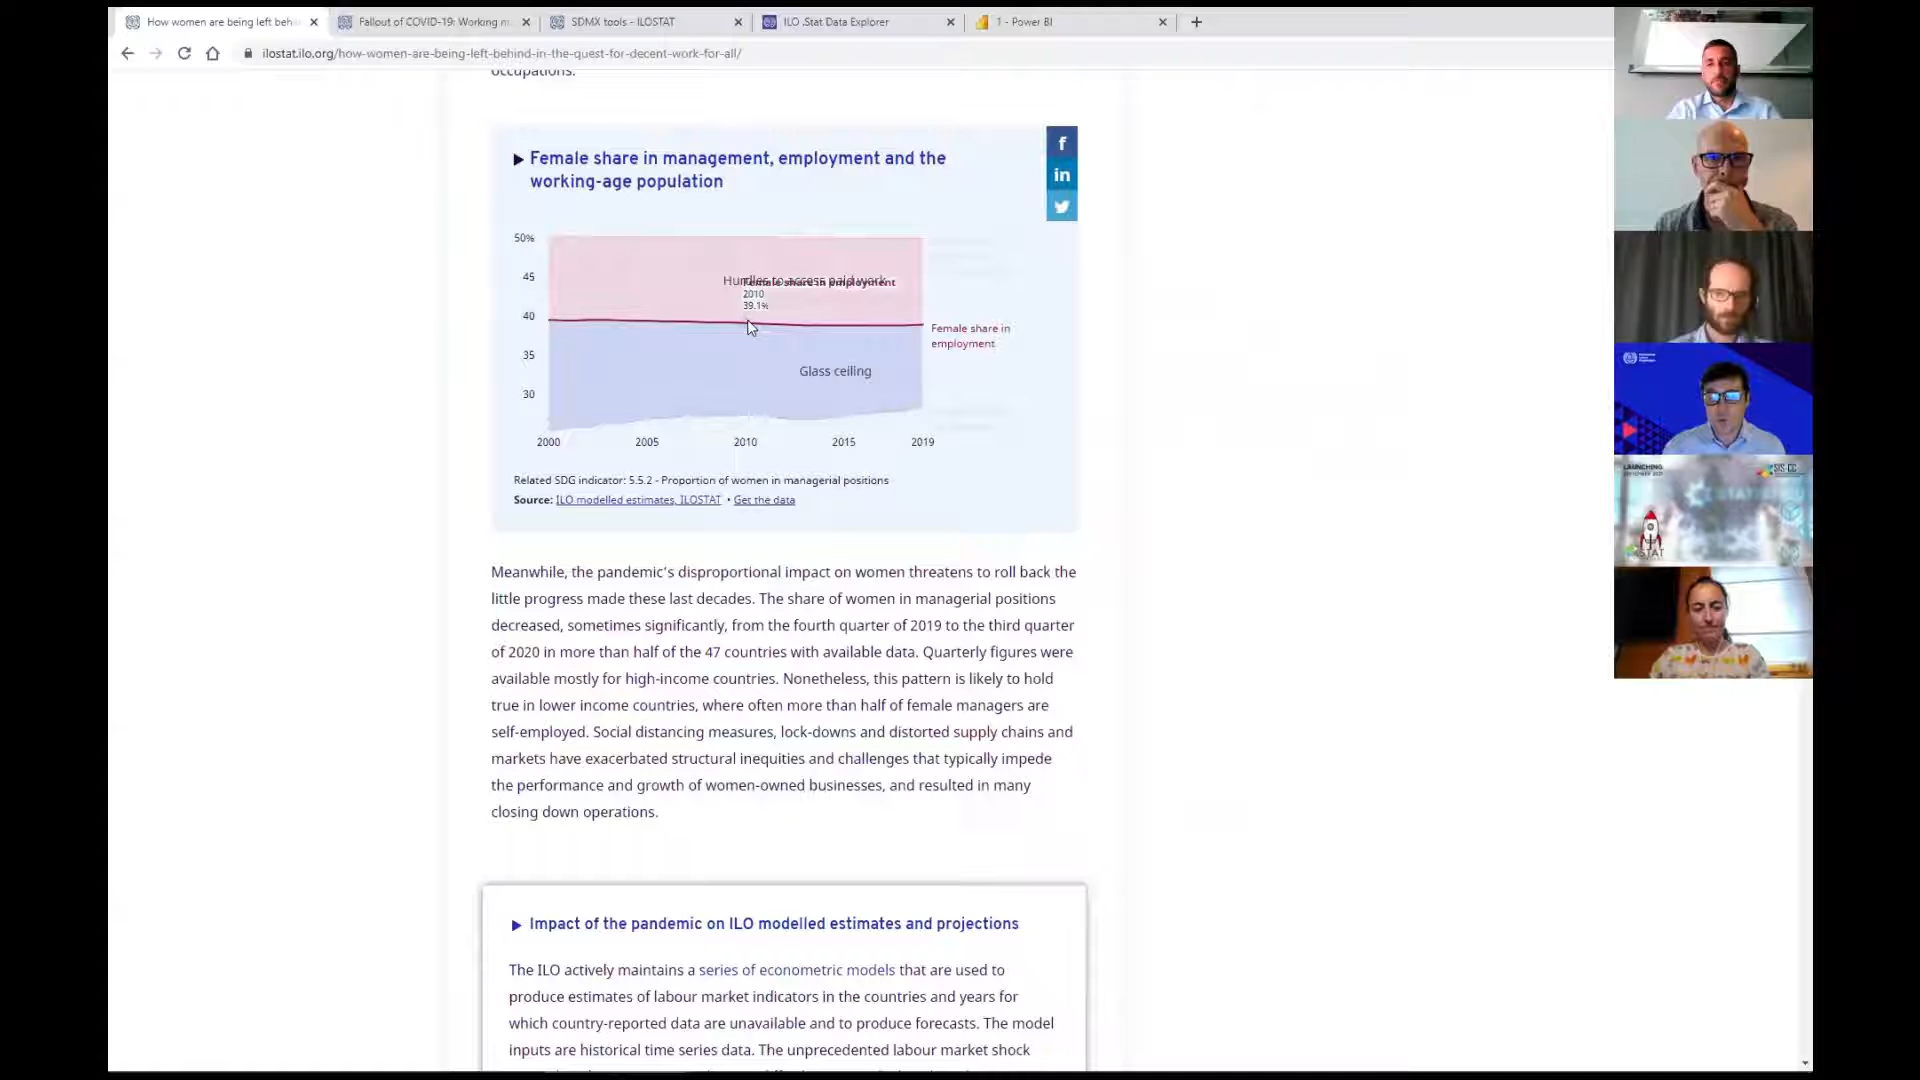 How women are being left beh
Fallout of COVID-19: Working m
SDMX tools - ILOSTAT
ILO .Stat Data Explorer
1 - Power BI
ilostat.ilo.org/how-women-are-being-left-behind-in-the-quest-for-decent-work-for-all/
occupations.
Female share in management, employment and the
working-age population
f
in
50%
45
40
35
30
Hurdles to access paid work
Female share in employment
2010
39.1%
Female share in
employment
Glass ceiling
2000 2005 2010 2015 2019
Related SDG indicator: 5.5.2 - Proportion of women in managerial positions
Source: ILO modelled estimates, ILOSTAT • Get the data
Meanwhile, the pandemic's disproportional impact on women threatens to roll back the
little progress made these last decades. The share of women in managerial positions
decreased, sometimes significantly, from the fourth quarter of 2019 to the third quarter
of 2020 in more than half of the 47 countries with available data. Quarterly figures were
available mostly for high-income countries. Nonetheless, this pattern is likely to hold
true in lower income countries, where often more than half of female managers are
self-employed. Social distancing measures, lock-downs and distorted supply chains and
markets have exacerbated structural inequities and challenges that typically impede
the performance and growth of women-owned businesses, and resulted in many
closing down operations.
Impact of the pandemic on ILO modelled estimates and projections
The ILO actively maintains a series of econometric models that are used to
produce estimates of labour market indicators in the countries and years for
which country-reported data are unavailable and to produce forecasts. The model
inputs are historical time series data. The unprecedented labour market shock
LAUNCHING
SIS-CC
STAT